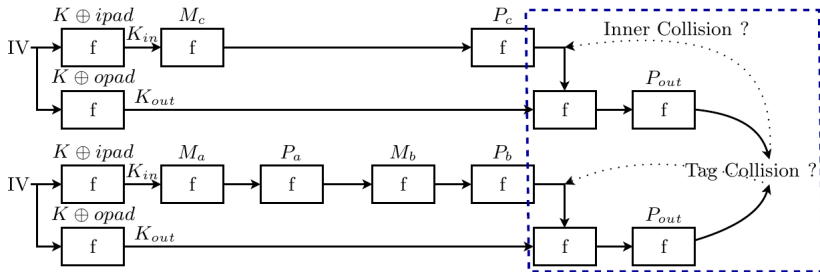 K ⊕ ipad M_c P_c Inner Collision ?
IV f K_in f f
K ⊕ opad P_out
f K_out f f
K ⊕ ipad M_a P_a M_b P_b Tag Collision ?
IV f K_in f f f f
K ⊕ opad P_out
f K_out f f